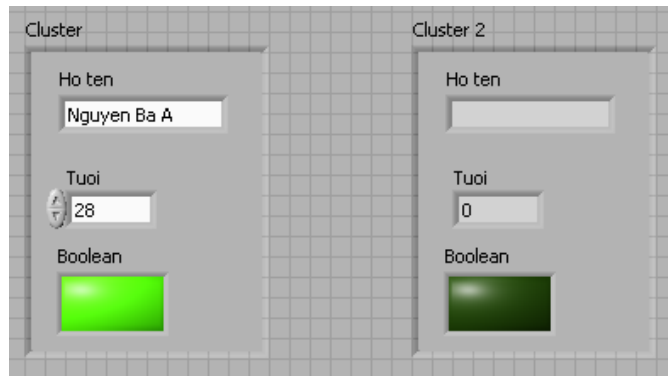 Cluster
Ho ten
Nguyen Ba A
Tuoi
28
Boolean
Cluster 2
Ho ten
Tuoi
0
Boolean